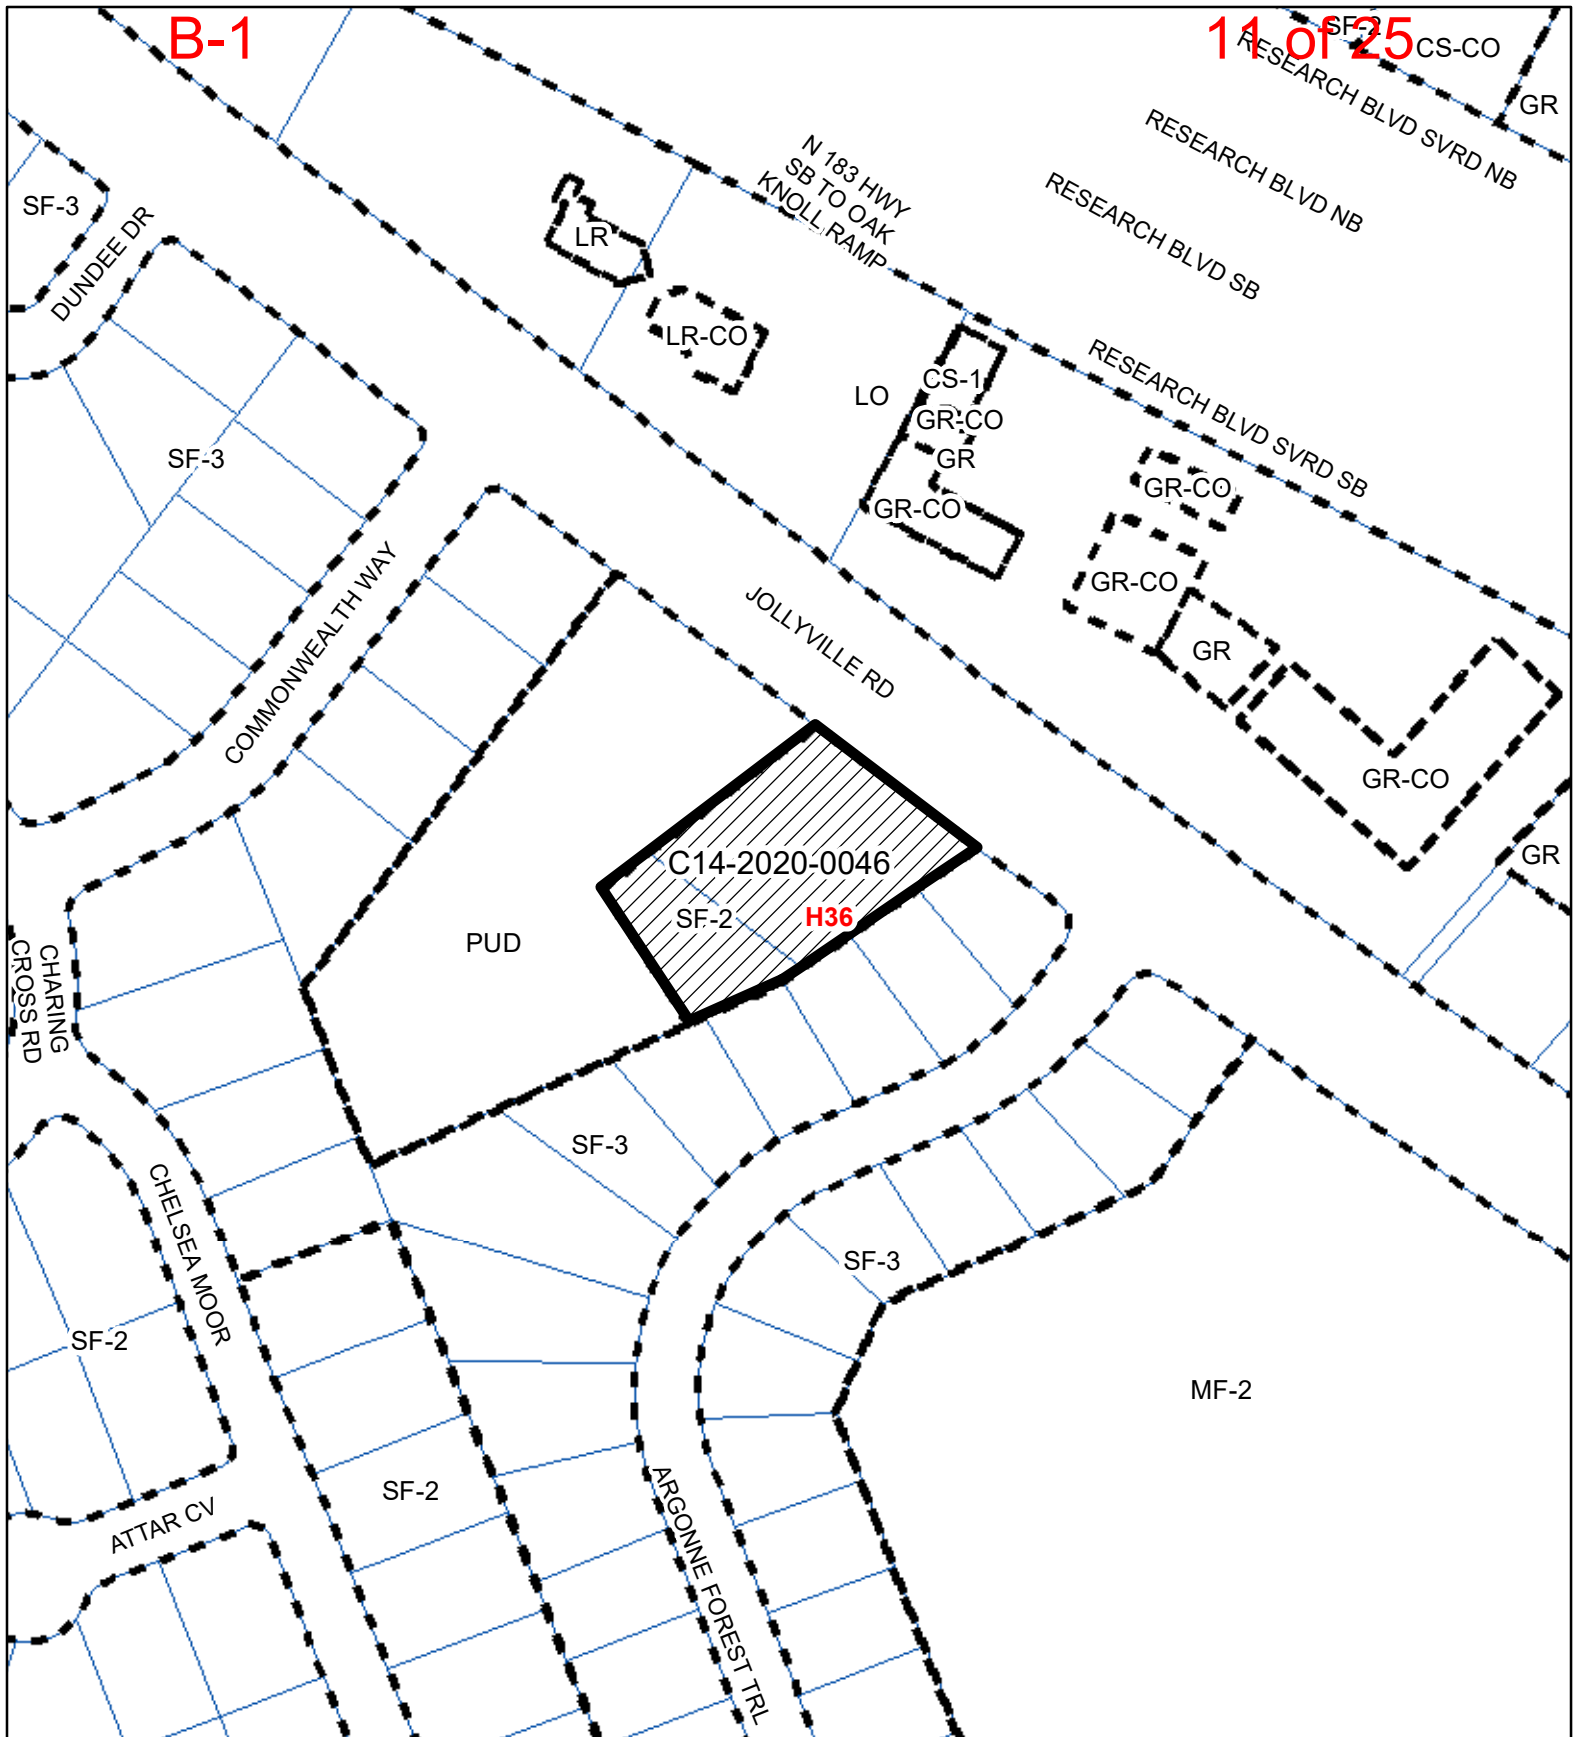 B-1
11 of 25
SF-2
CS-CO
GR
RESEARCH BLVD SVRD NB
RESEARCH BLVD NB
RESEARCH BLVD SB
N 183 HWY
SB TO OAK
KNOLL RAMP
SF-3
DUNDEE DR
LR
LR-CO
LO
CS-1
GR-CO
GR
GR-CO
RESEARCH BLVD SVRD SB
GR-CO
GR-CO
GR
GR-CO
GR
SF-3
COMMONWEALTH WAY
JOLLYVILLE RD
C14-2020-0046
SF-2
H36
PUD
CHARING
CROSS RD
SF-3
CHELSEA MOOR
SF-3
SF-2
MF-2
SF-2
ATTAR CV
ARGONNE FOREST TRL